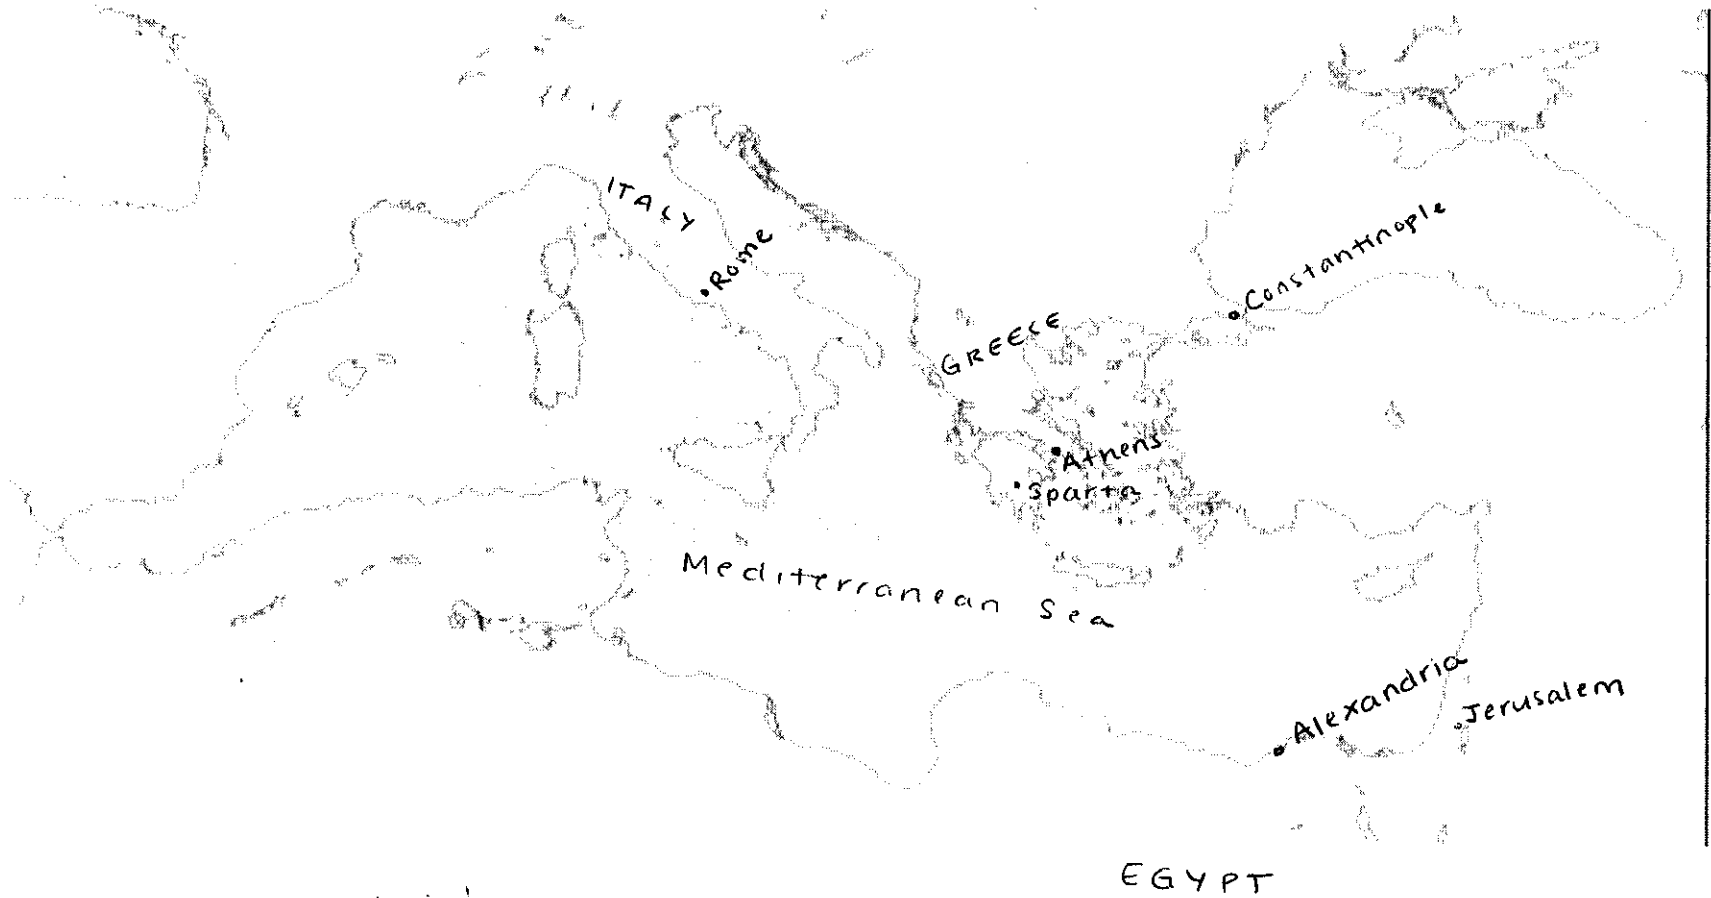 ITALY
Rome
Constantinople
GREECE
Athens
Sparta
Mediterranean Sea
Alexandria
Jerusalem
EGYPT